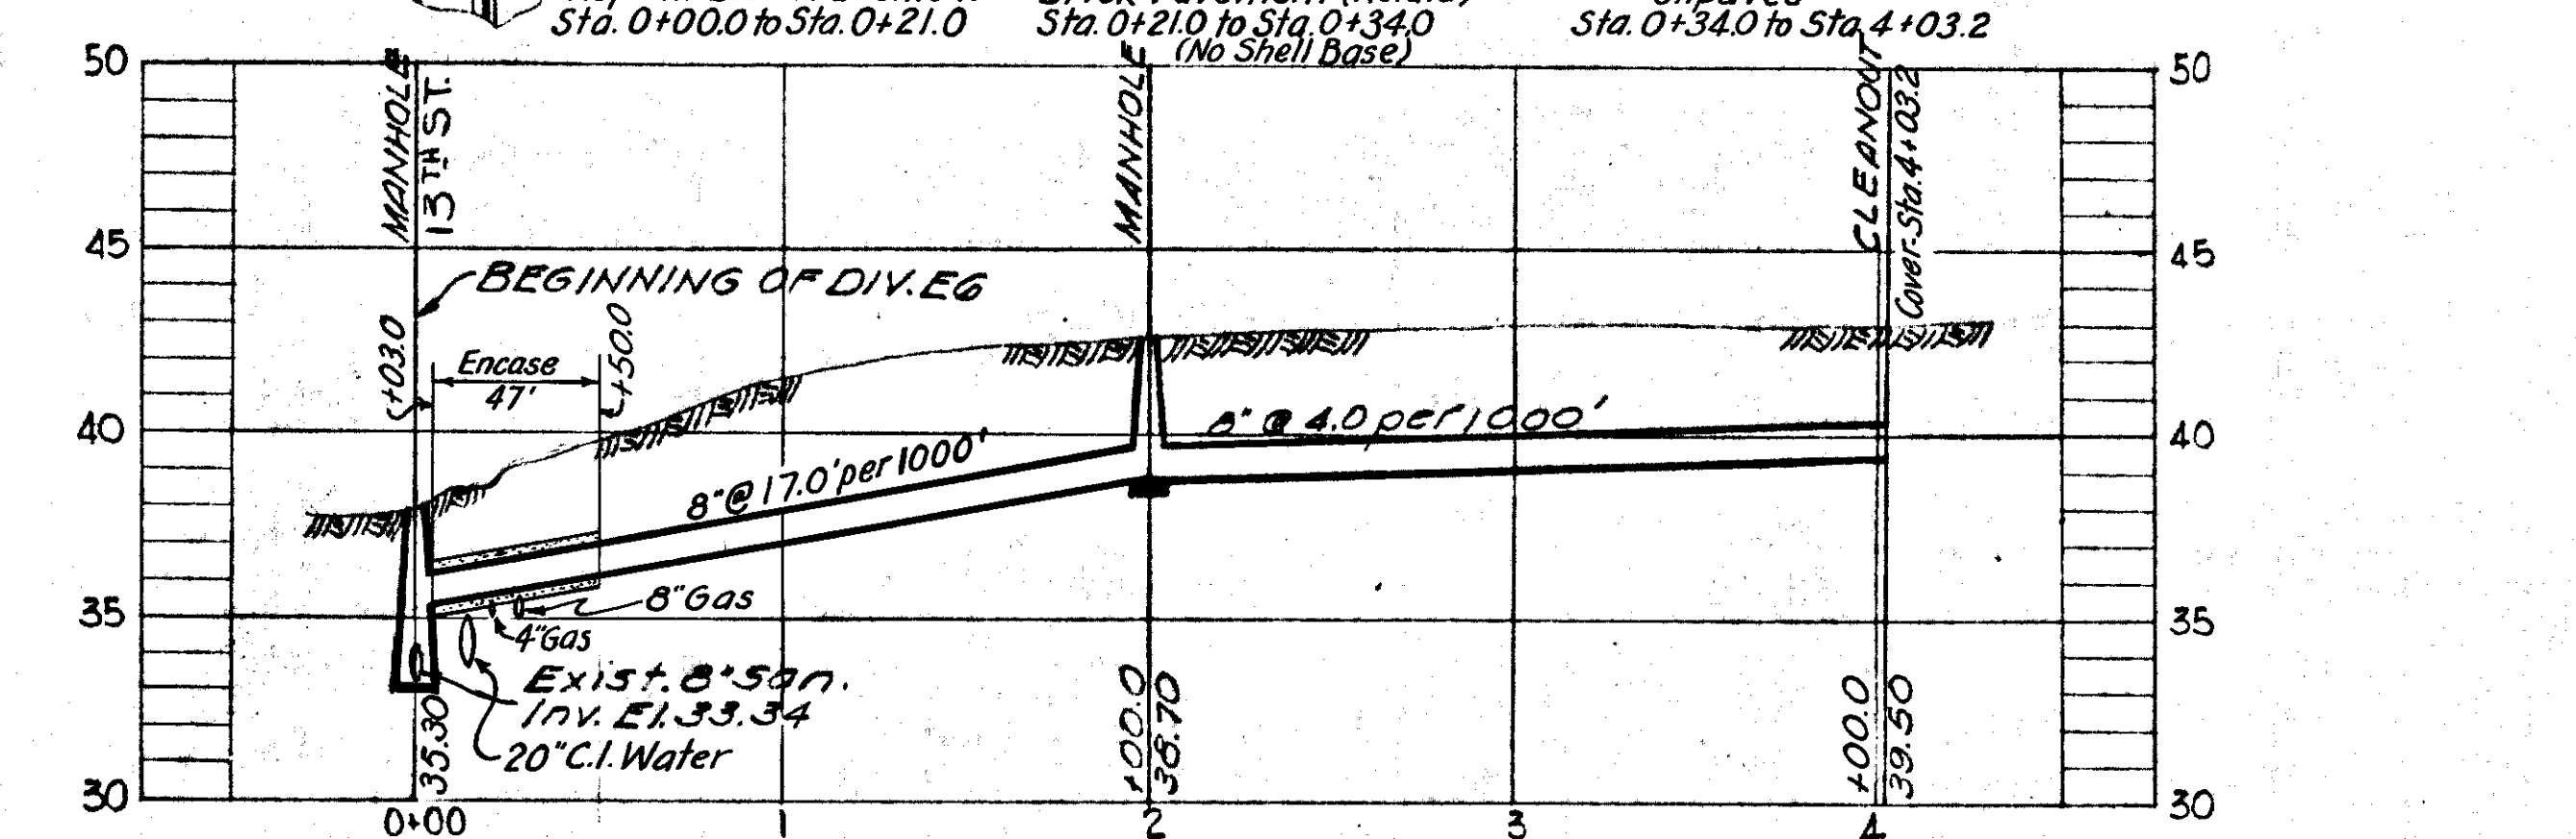 Sta. 0+00.0 to Sta. 0+21.0
Sta. 0+21.0 to Sta. 0+34.0
(No Shell Base)
Sta. 0+34.0 to Sta. 4+03.2
50
50
MANHOLE
13TH ST.
MANHOLE
CLEANOUT
Cover-Sta. 4+03.2
45
45
BEGINNING OF DIV. E6
+03.0
Encase
47'
+50.0
40
40
8" @ 17.0' per 1000'
8" @ 4.0 per 1000'
35
35
8" Gas
4" Gas
Exist. 8" San.
Inv. El. 33.34
20" C.I. Water
35.30
+00.0
38.70
+00.0
39.50
30
30
0+00
1
2
3
4